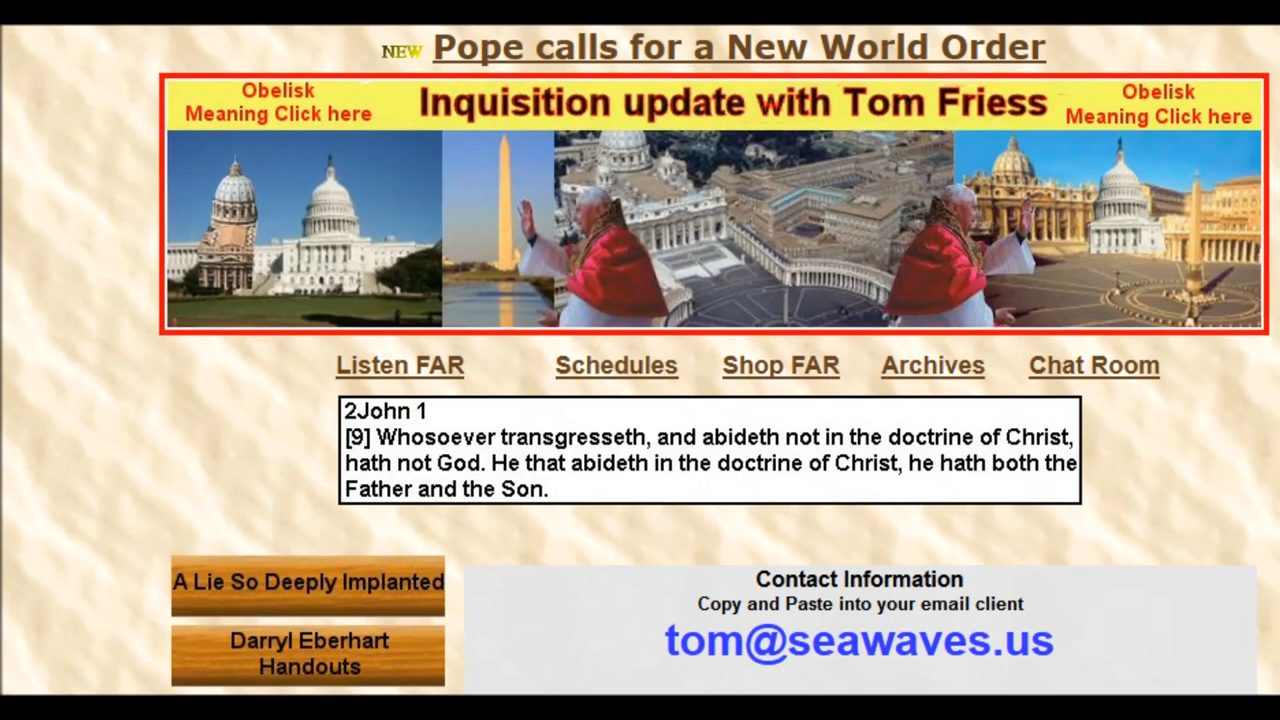 NEW Pope calls for a New World Order
Obelisk
Meaning Click here
Inquisition update with Tom Friess
Obelisk
Meaning Click here
Listen FAR Schedules Shop FAR Archives Chat Room
2John 1
[9] Whosoever transgresseth, and abideth not in the doctrine of Christ,
hath not God. He that abideth in the doctrine of Christ, he hath both the
Father and the Son.
A Lie So Deeply Implanted
Darryl Eberhart
Handouts
Contact Information
Copy and Paste into your email client
tom@seawaves.us